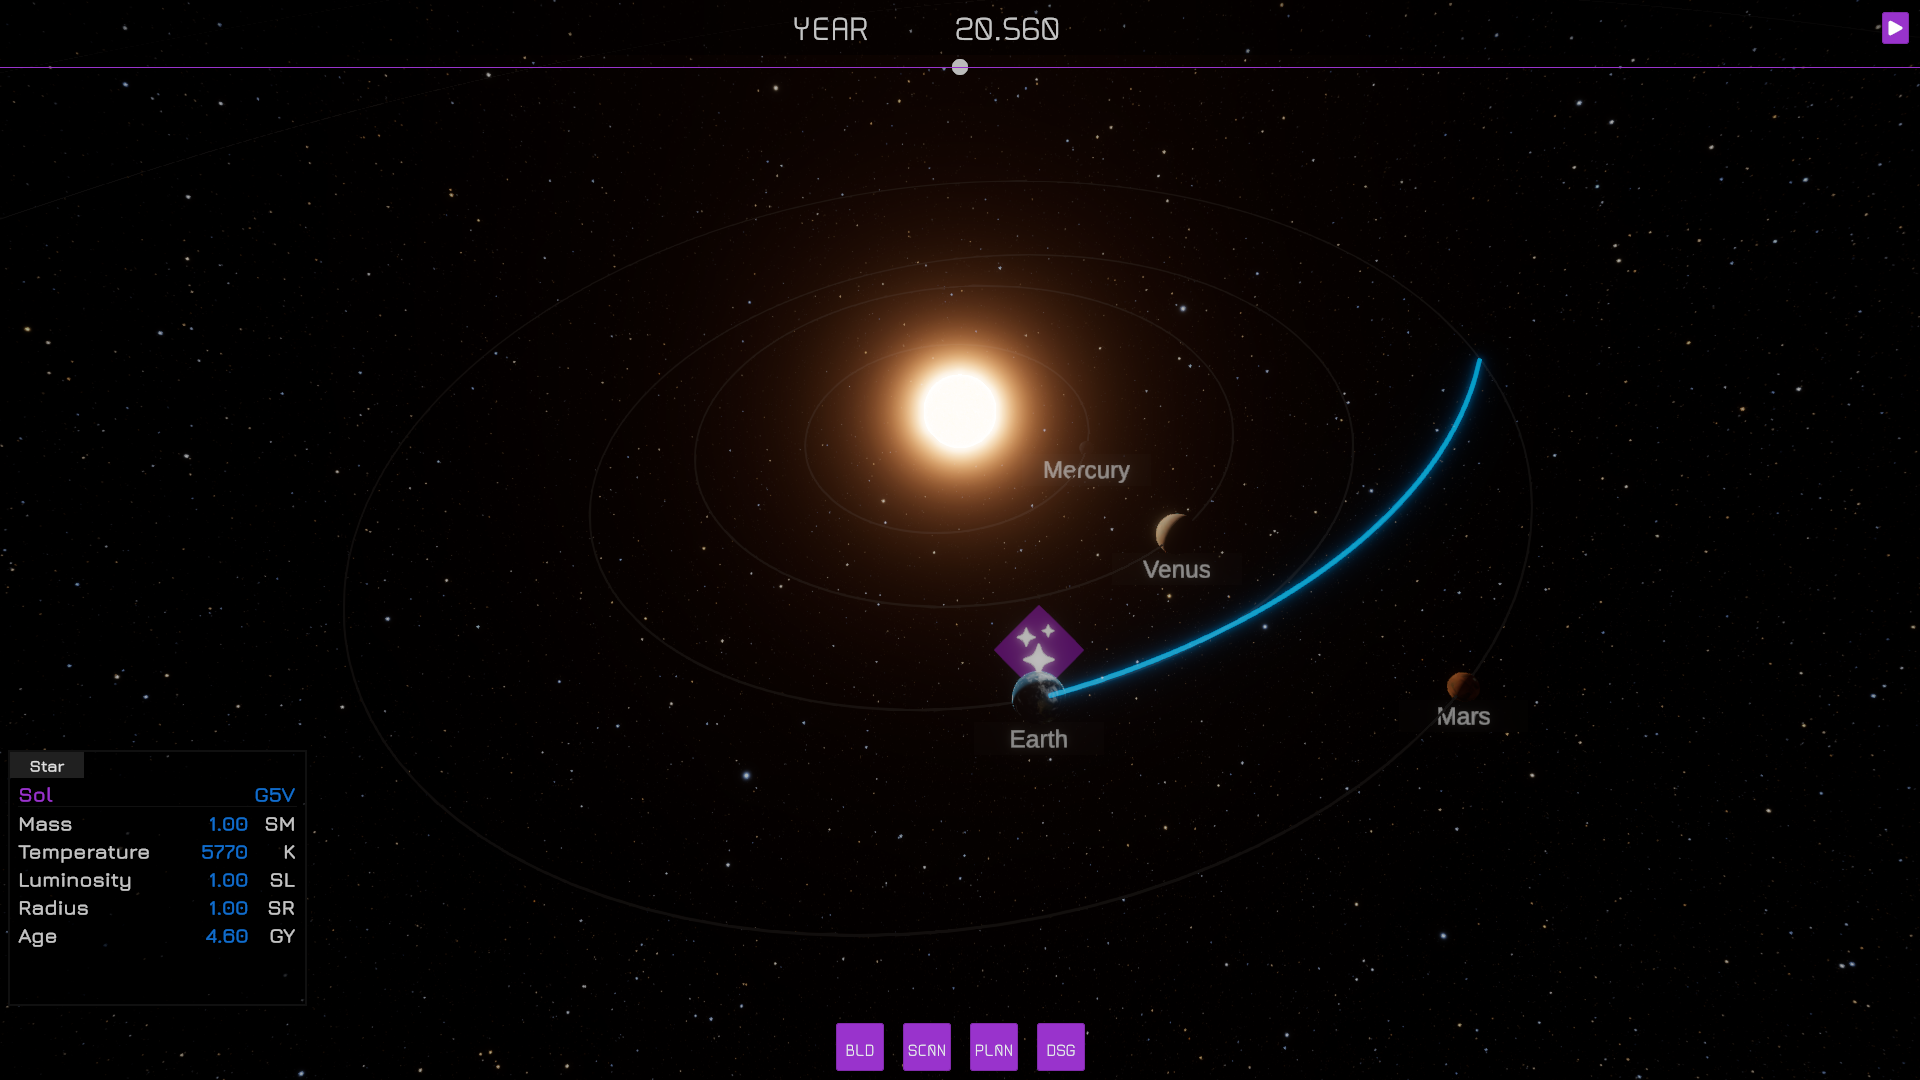 YEAR 20.560
Mercury
Venus
Earth
Mars
Star
Sol G5V
Mass 1.00 SM
Temperature 5770 K
Luminosity 1.00 SL
Radius 1.00 SR
Age 4.60 GY
BLD SCAN PLAN DSG